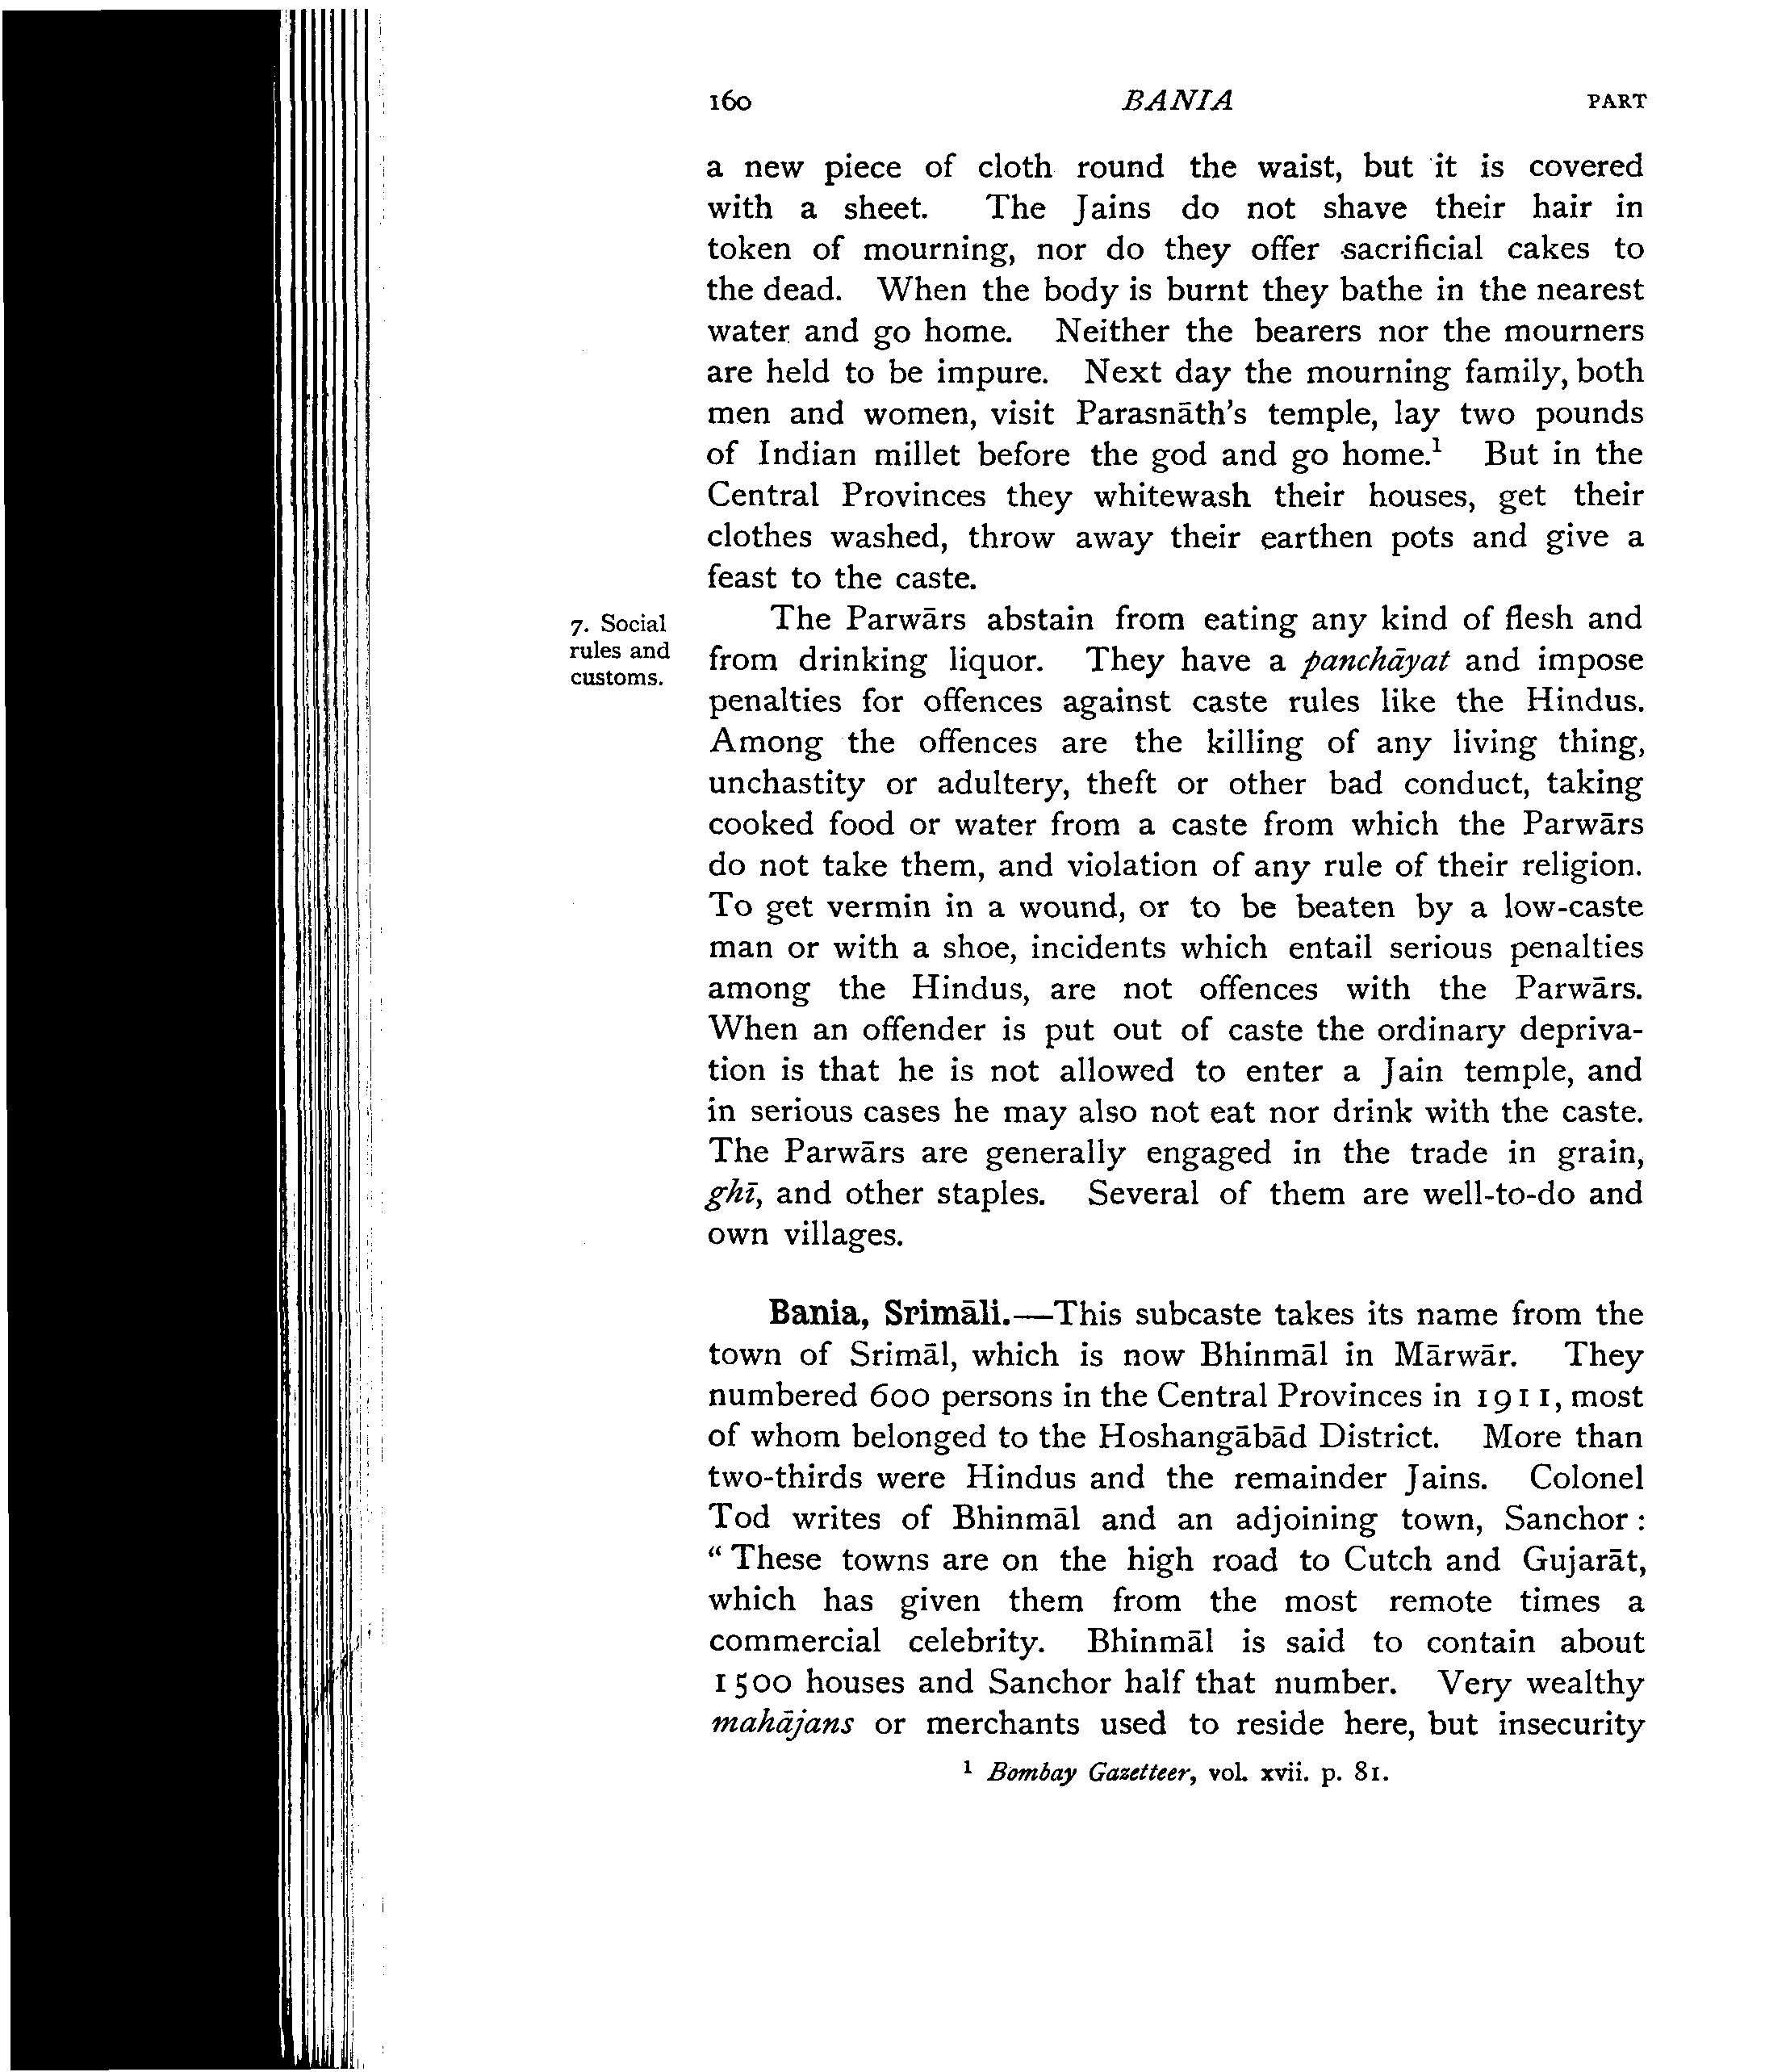 160 BANIA PART
a new piece of cloth round the waist, but it is covered
with a sheet. The Jains do not shave their hair in
token of mourning, nor do they offer sacrificial cakes to
the dead. When the body is burnt they bathe in the nearest
water and go home. Neither the bearers nor the mourners
are held to be impure. Next day the mourning family, both
men and women, visit Parasnāth's temple, lay two pounds
of Indian millet before the god and go home.¹ But in the
Central Provinces they whitewash their houses, get their
clothes washed, throw away their earthen pots and give a
feast to the caste.
7. Social
rules and
customs.
The Parwārs abstain from eating any kind of flesh and
from drinking liquor. They have a panchāyat and impose
penalties for offences against caste rules like the Hindus.
Among the offences are the killing of any living thing,
unchastity or adultery, theft or other bad conduct, taking
cooked food or water from a caste from which the Parwārs
do not take them, and violation of any rule of their religion.
To get vermin in a wound, or to be beaten by a low-caste
man or with a shoe, incidents which entail serious penalties
among the Hindus, are not offences with the Parwārs.
When an offender is put out of caste the ordinary depriva-
tion is that he is not allowed to enter a Jain temple, and
in serious cases he may also not eat nor drink with the caste.
The Parwārs are generally engaged in the trade in grain,
ghī, and other staples. Several of them are well-to-do and
own villages.
Bania, Srimāli.—This subcaste takes its name from the
town of Srimāl, which is now Bhinmāl in Mārwār. They
numbered 600 persons in the Central Provinces in 1911, most
of whom belonged to the Hoshangābād District. More than
two-thirds were Hindus and the remainder Jains. Colonel
Tod writes of Bhinmāl and an adjoining town, Sanchor:
“These towns are on the high road to Cutch and Gujarāt,
which has given them from the most remote times a
commercial celebrity. Bhinmāl is said to contain about
1500 houses and Sanchor half that number. Very wealthy
mahājans or merchants used to reside here, but insecurity
¹ Bombay Gazetteer, vol. xvii. p. 81.